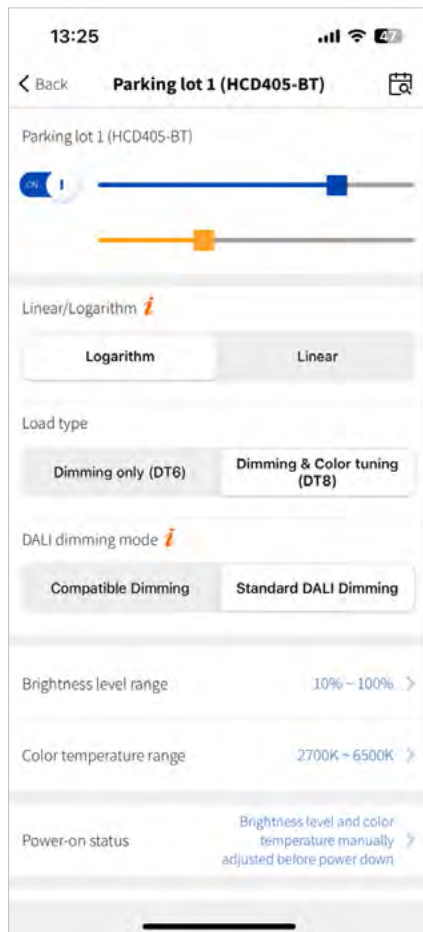 13:25
47
Back
Parking lot 1 (HCD405-BT)
Parking lot 1 (HCD405-BT)
ON
Linear/Logarithm i
Logarithm
Linear
Load type
Dimming only (DT6)
Dimming & Color tuning
(DT8)
DALI dimming mode i
Compatible Dimming
Standard DALI Dimming
Brightness level range
10% ~ 100%
Color temperature range
2700K ~ 6500K
Power-on status
Brightness level and color
temperature manually
adjusted before power down